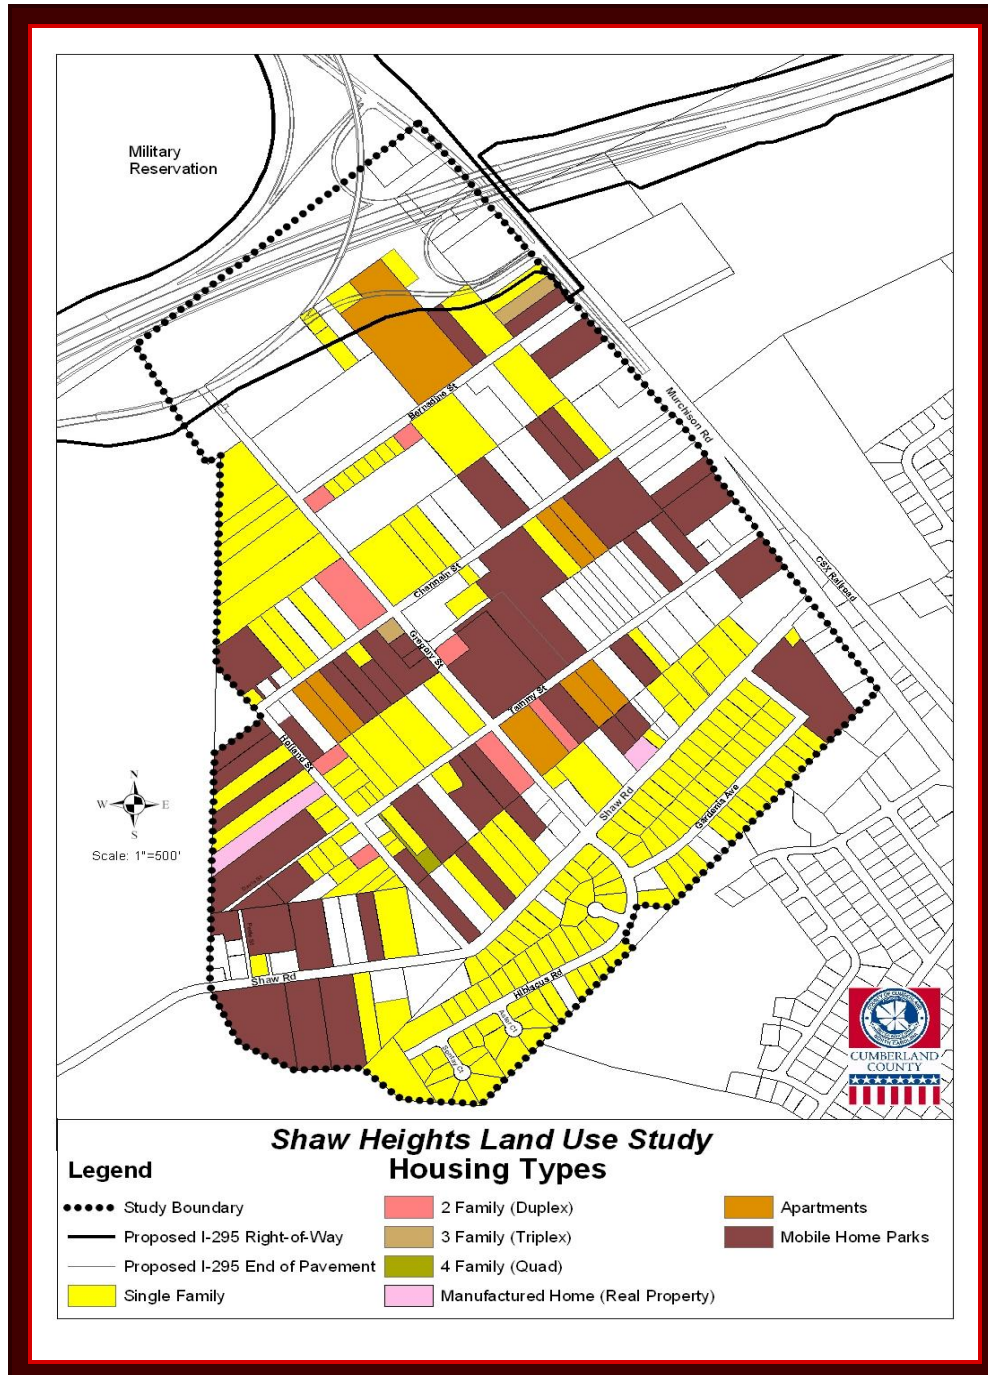 Military
Reservation
Bernadine St
Murchison Rd
CSX Railroad
Channain St
Gregory St
Tammy St
Holland St
Shaw Rd
Gardenia Ave
N
W E
S
Scale: 1"=500'
Shaw Rd
Hibiscus Rd
Aster Ct
CUMBERLAND
COUNTY
Shaw Heights Land Use Study
Legend
Housing Types
Study Boundary
2 Family (Duplex)
Apartments
Proposed I-295 Right-of-Way
3 Family (Triplex)
Mobile Home Parks
Proposed I-295 End of Pavement
4 Family (Quad)
Single Family
Manufactured Home (Real Property)